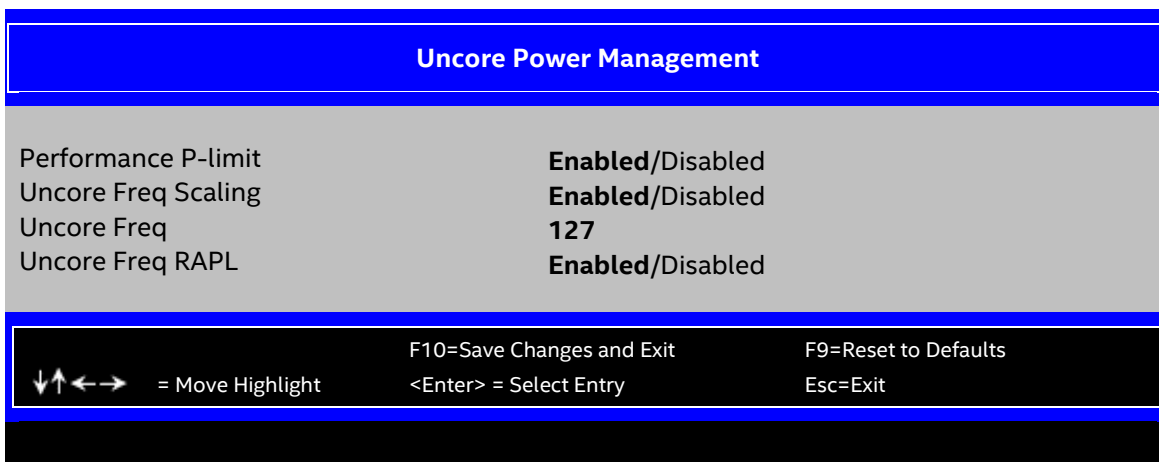 Uncore Power Management
Performance P-limit Enabled/Disabled
Uncore Freq Scaling Enabled/Disabled
Uncore Freq 127
Uncore Freq RAPL Enabled/Disabled
F10=Save Changes and Exit F9=Reset to Defaults
↓↑←→ = Move Highlight <Enter> = Select Entry Esc=Exit